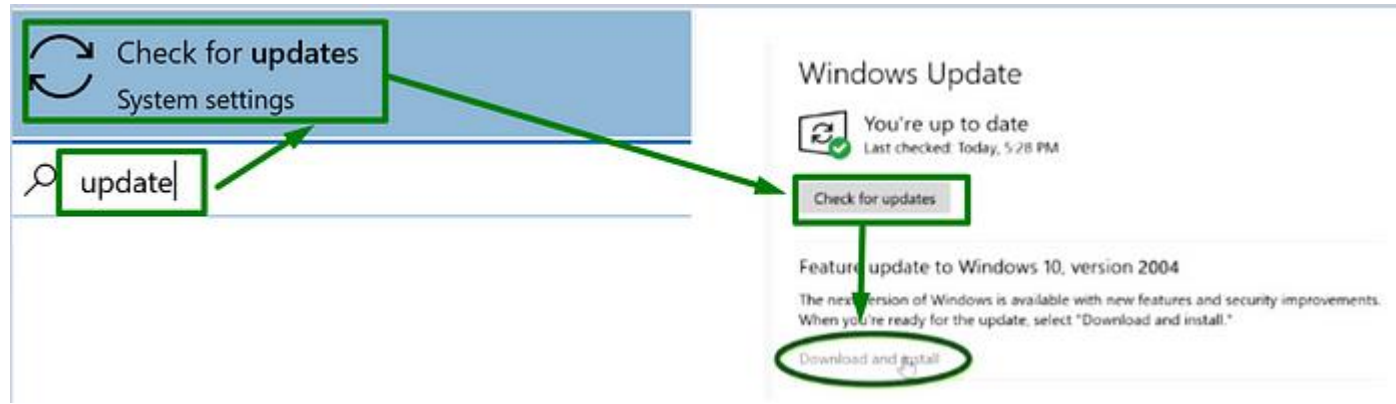 Check for updates
System settings
update
Windows Update
You're up to date
Last checked: Today, 5:28 PM
Check for updates
Feature update to Windows 10, version 2004
The next version of Windows is available with new features and security improvements.
When you're ready for the update, select "Download and install."
Download and install